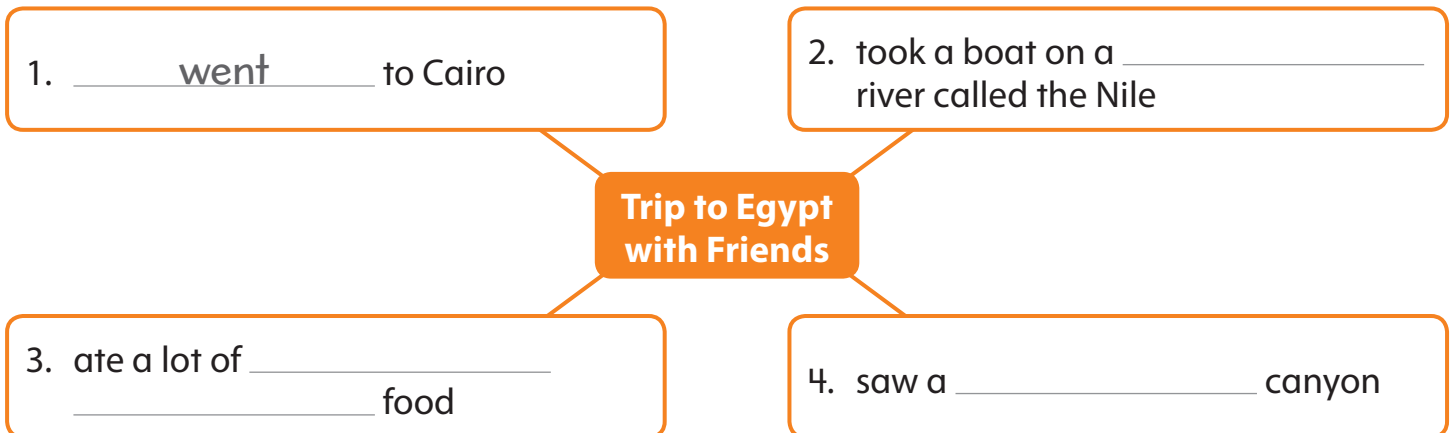 1. went to Cairo
2. took a boat on a
river called the Nile
Trip to Egypt
with Friends
3. ate a lot of
food
4. saw a canyon